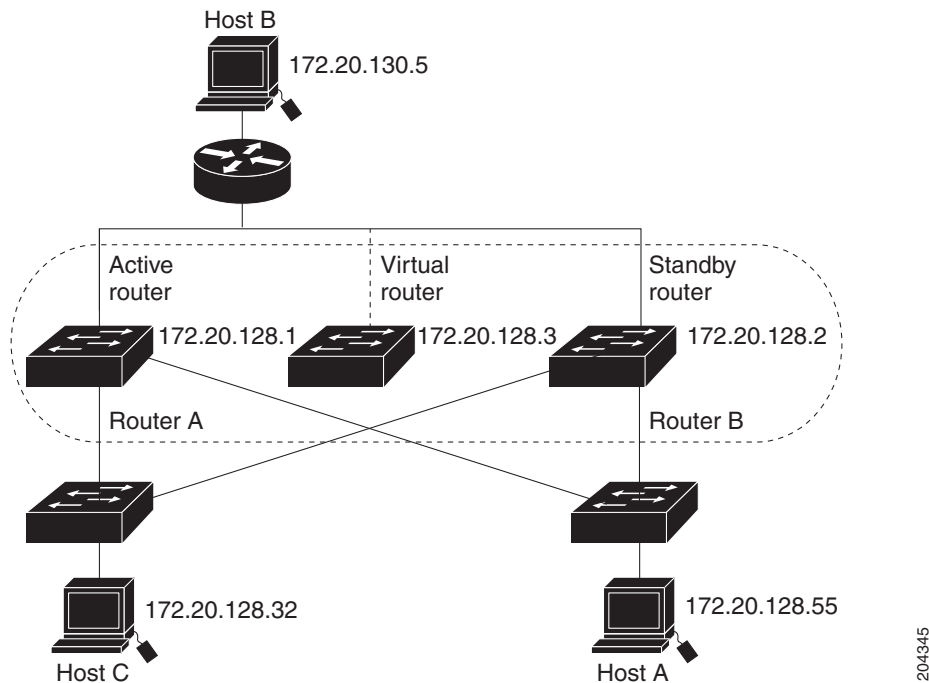 Host B
172.20.130.5
Active
router
Virtual
router
Standby
router
172.20.128.1
172.20.128.3
172.20.128.2
Router A
Router B
172.20.128.32
172.20.128.55
Host C
Host A
204345